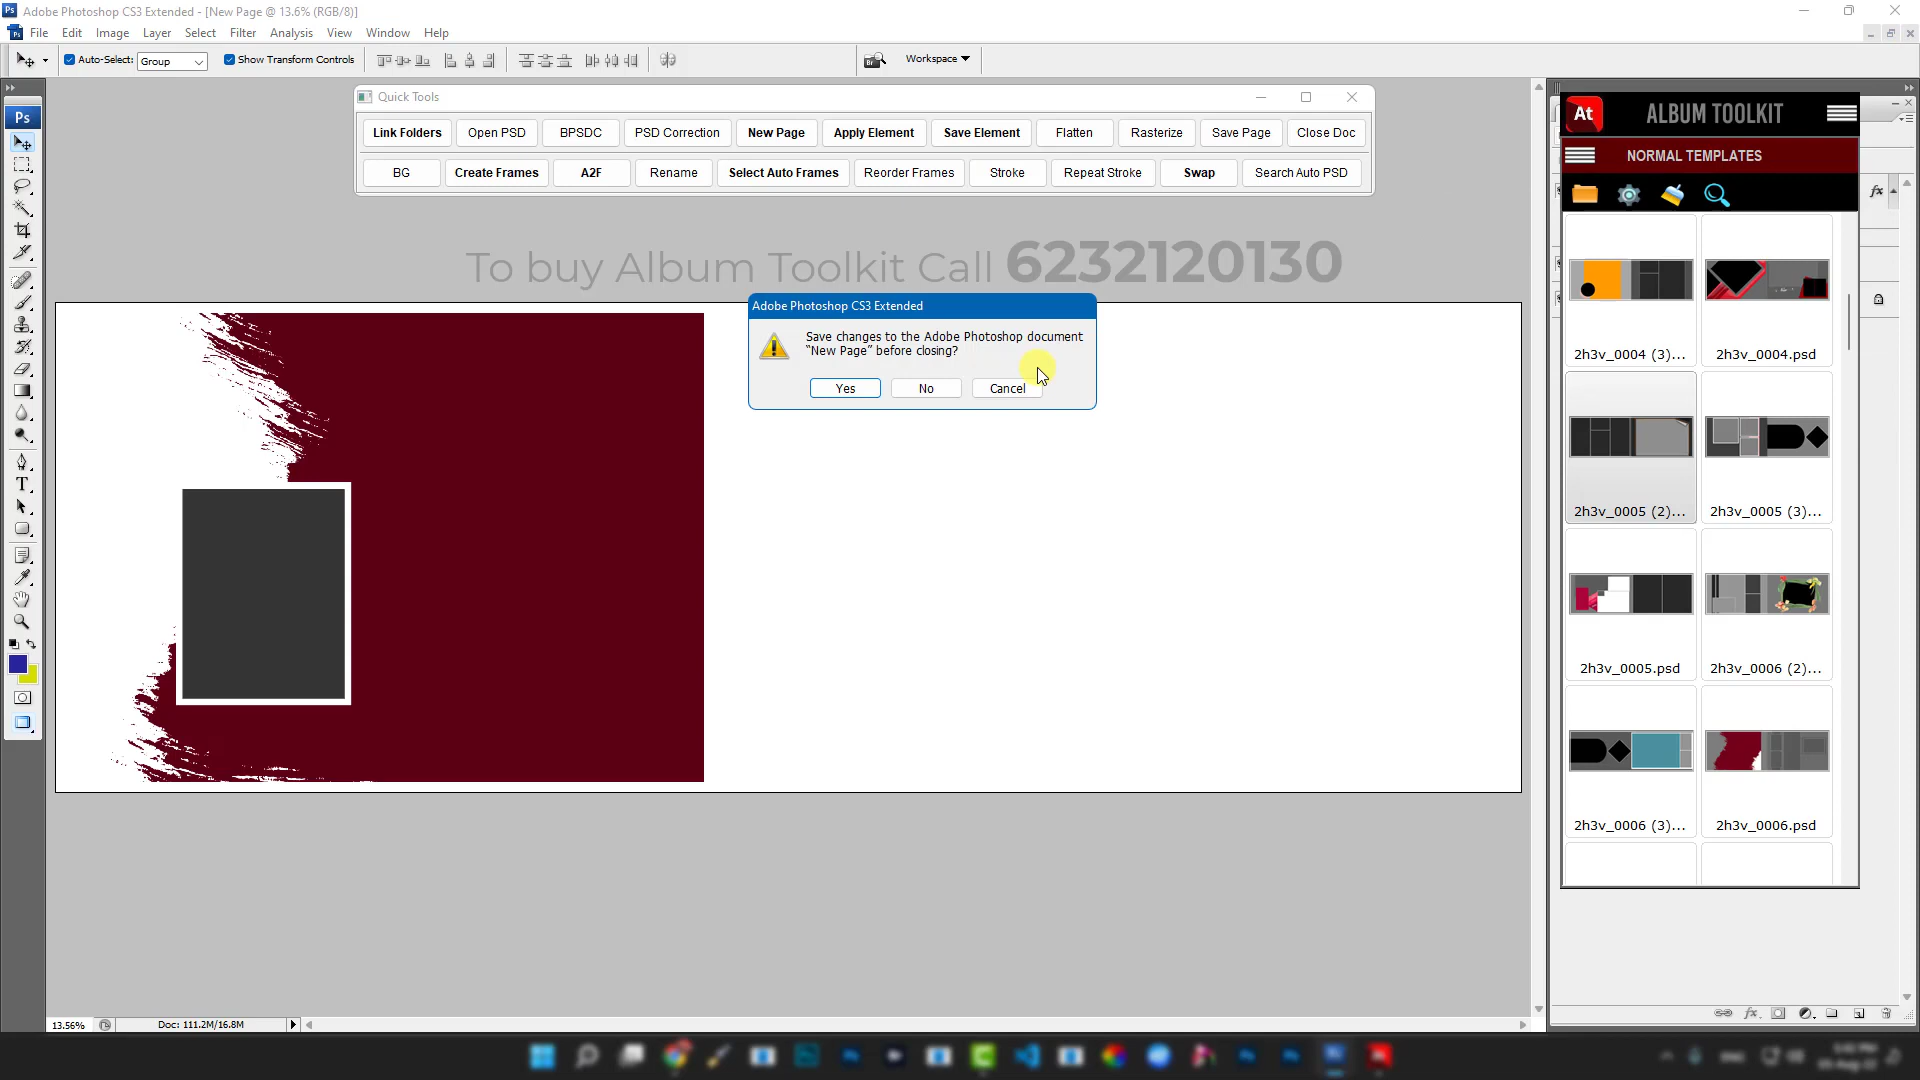 Adobe Photoshop CS3 Extended - [New Page @ 13.6% (RGB/8)]
File Edit Image Layer Select Filter Analysis View Window Help
Auto-Select: Group Show Transform Controls Workspace
Quick Tools
Link Folders Open PSD BPSDC PSD Correction New Page Apply Element Save Element Flatten Rasterize Save Page Close Doc
BG Create Frames A2F Rename Select Auto Frames Reorder Frames Stroke Repeat Stroke Swap Search Auto PSD
To buy Album Toolkit Call 6232120130
Adobe Photoshop CS3 Extended
Save changes to the Adobe Photoshop document
“New Page” before closing?
Yes No Cancel
At ALBUM TOOLKIT
NORMAL TEMPLATES
2h3v_0004 (3)... 2h3v_0004.psd
2h3v_0005 (2)... 2h3v_0005 (3)...
2h3v_0005.psd 2h3v_0006 (2)...
2h3v_0006 (3)... 2h3v_0006.psd
13.56% Doc: 111.2M/16.8M